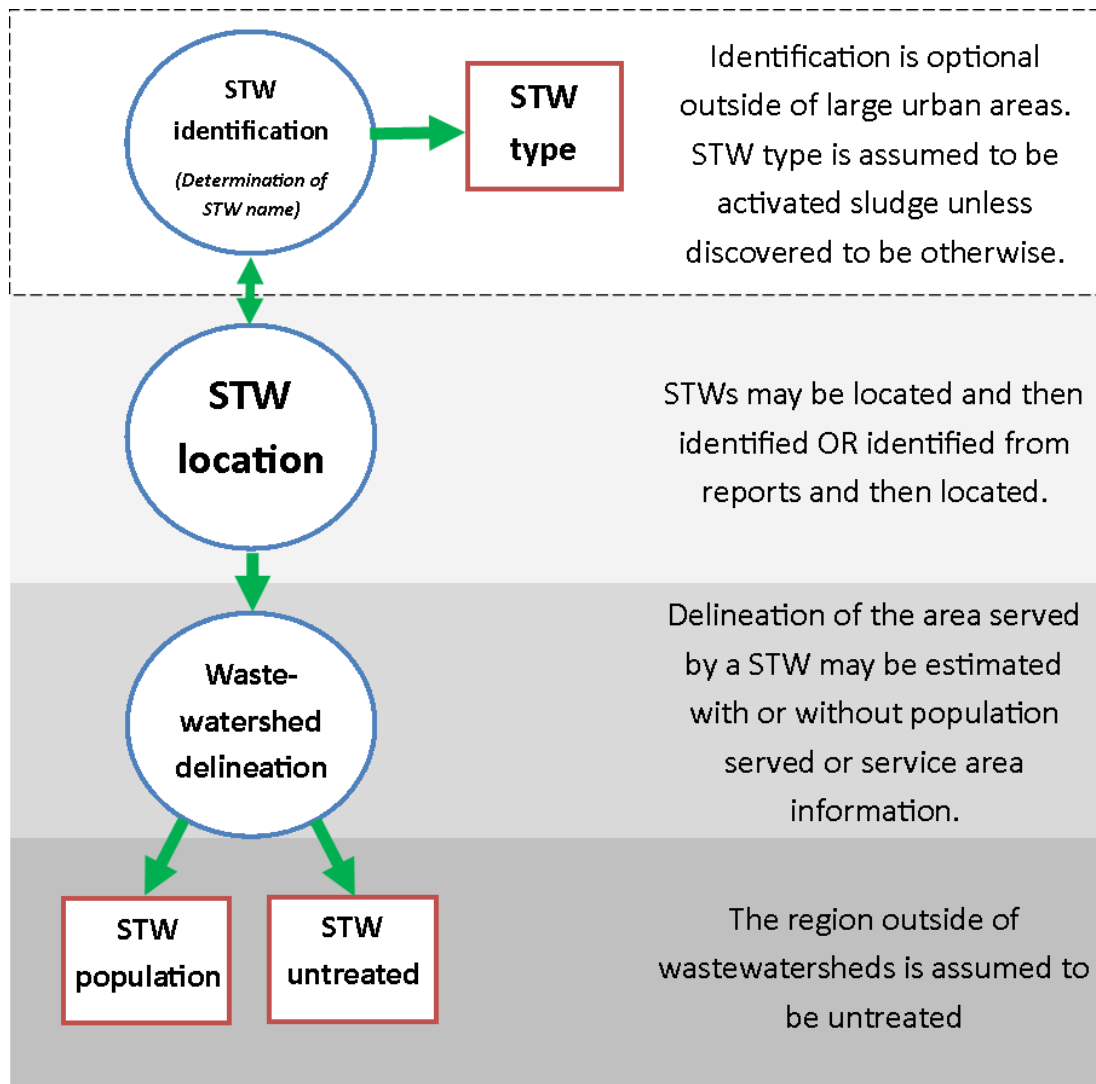 STW
identification
(Determination of
STW name)
STW
type
Identification is optional
outside of large urban areas.
STW type is assumed to be
activated sludge unless
discovered to be otherwise.
STW
location
STWs may be located and then
identified OR identified from
reports and then located.
Waste-
watershed
delineation
Delineation of the area served
by a STW may be estimated
with or without population
served or service area
information.
STW
population
STW
untreated
The region outside of
wastewatersheds is assumed to
be untreated